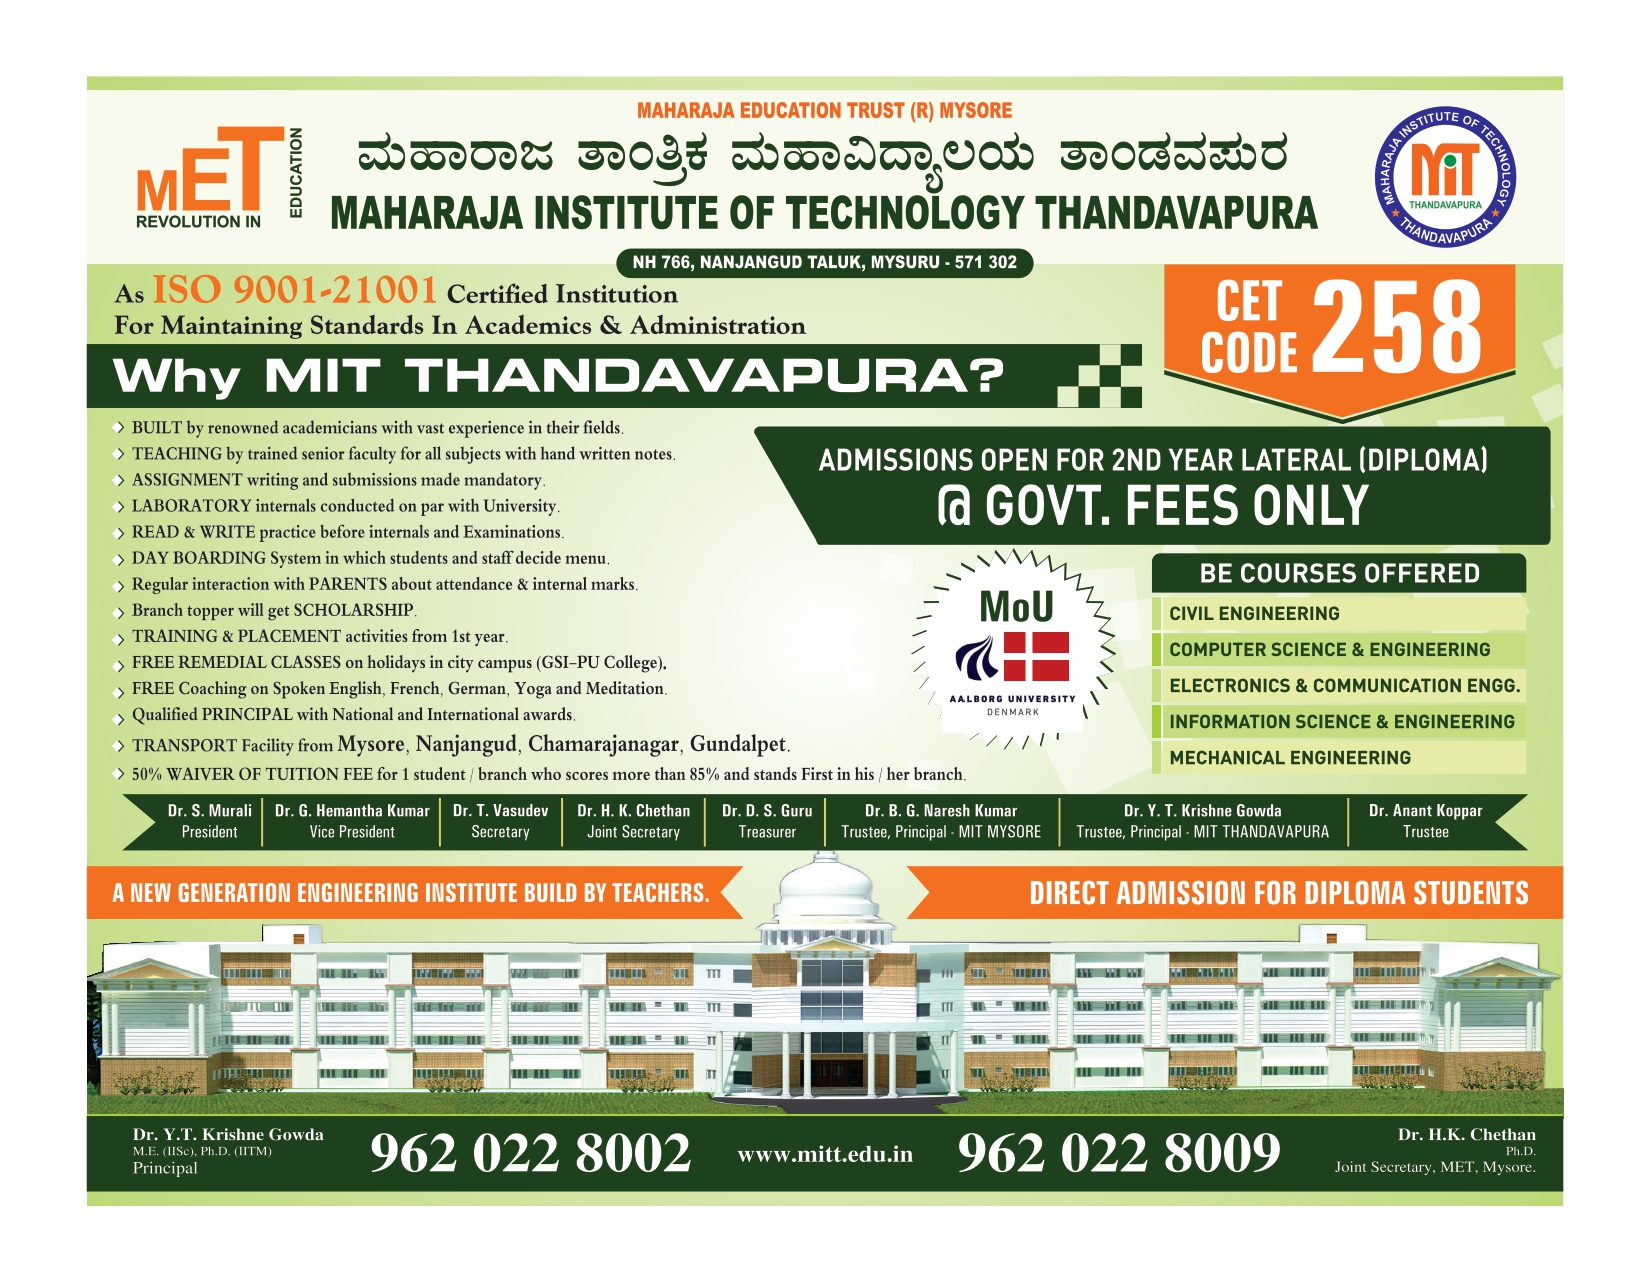 MAHARAJA EDUCATION TRUST (R) MYSORE
MET
REVOLUTION IN
EDUCATION
ಮಹಾರಾಜ ತಾಂತ್ರಿಕ ಮಹಾವಿದ್ಯಾಲಯ ತಾಂಡವಪುರ
MAHARAJA INSTITUTE OF TECHNOLOGY THANDAVAPURA
MAHARAJA INSTITUTE OF TECHNOLOGY
MIT
THANDAVAPURA
★ THANDAVAPURA ★
NH 766, NANJANGUD TALUK, MYSURU - 571 302
As ISO 9001-21001 Certified Institution
For Maintaining Standards In Academics & Administration
CET
CODE 258
Why MIT THANDAVAPURA?
BUILT by renowned academicians with vast experience in their fields.
TEACHING by trained senior faculty for all subjects with hand written notes.
ASSIGNMENT writing and submissions made mandatory.
LABORATORY internals conducted on par with University.
READ & WRITE practice before internals and Examinations.
DAY BOARDING System in which students and staff decide menu.
Regular interaction with PARENTS about attendance & internal marks.
Branch topper will get SCHOLARSHIP.
TRAINING & PLACEMENT activities from 1st year.
FREE REMEDIAL CLASSES on holidays in city campus (GSI–PU College).
FREE Coaching on Spoken English, French, German, Yoga and Meditation.
Qualified PRINCIPAL with National and International awards.
TRANSPORT Facility from Mysore, Nanjangud, Chamarajanagar, Gundalpet.
50% WAIVER OF TUITION FEE for 1 student / branch who scores more than 85% and stands First in his / her branch.
ADMISSIONS OPEN FOR 2ND YEAR LATERAL (DIPLOMA)
@ GOVT. FEES ONLY
MoU
AALBORG UNIVERSITY
DENMARK
BE COURSES OFFERED
CIVIL ENGINEERING
COMPUTER SCIENCE & ENGINEERING
ELECTRONICS & COMMUNICATION ENGG.
INFORMATION SCIENCE & ENGINEERING
MECHANICAL ENGINEERING
Dr. S. Murali
President
Dr. G. Hemantha Kumar
Vice President
Dr. T. Vasudev
Secretary
Dr. H. K. Chethan
Joint Secretary
Dr. D. S. Guru
Treasurer
Dr. B. G. Naresh Kumar
Trustee, Principal - MIT MYSORE
Dr. Y. T. Krishne Gowda
Trustee, Principal - MIT THANDAVAPURA
Dr. Anant Koppar
Trustee
A NEW GENERATION ENGINEERING INSTITUTE BUILD BY TEACHERS.
DIRECT ADMISSION FOR DIPLOMA STUDENTS
Dr. Y.T. Krishne Gowda
M.E. (IISc), Ph.D. (IITM)
Principal
962 022 8002
www.mitt.edu.in
962 022 8009
Dr. H.K. Chethan
Ph.D.
Joint Secretary, MET, Mysore.